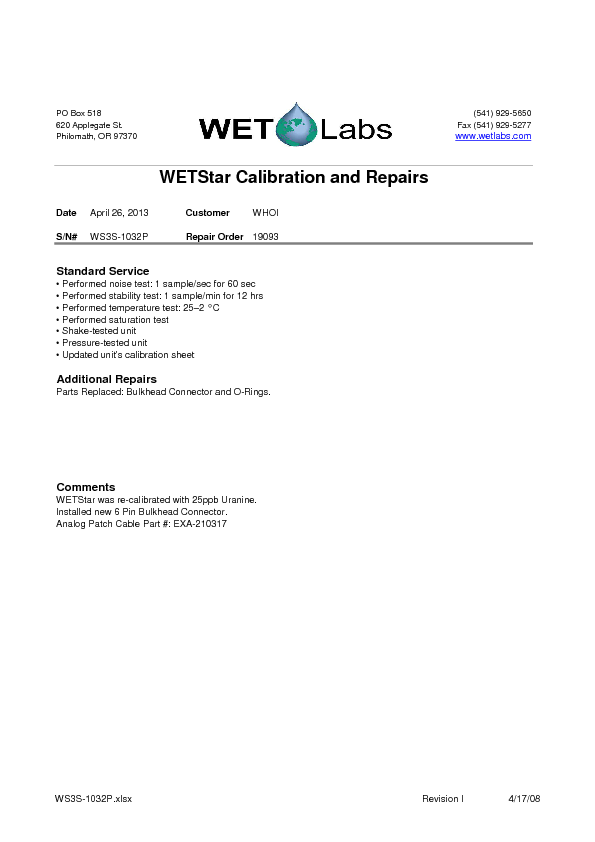 PO Box 518
620 Applegate St.
Philomath, OR 97370
WET Labs
(541) 929-5650
Fax (541) 929-5277
www.wetlabs.com
WETStar Calibration and Repairs
Date April 26, 2013 Customer WHOI
S/N# WS3S-1032P Repair Order 19093
Standard Service
• Performed noise test: 1 sample/sec for 60 sec
• Performed stability test: 1 sample/min for 12 hrs
• Performed temperature test: 25–2 °C
• Performed saturation test
• Shake-tested unit
• Pressure-tested unit
• Updated unit's calibration sheet
Additional Repairs
Parts Replaced: Bulkhead Connector and O-Rings.
Comments
WETStar was re-calibrated with 25ppb Uranine.
Installed new 6 Pin Bulkhead Connector.
Analog Patch Cable Part #: EXA-210317
WS3S-1032P.xlsx Revision I 4/17/08